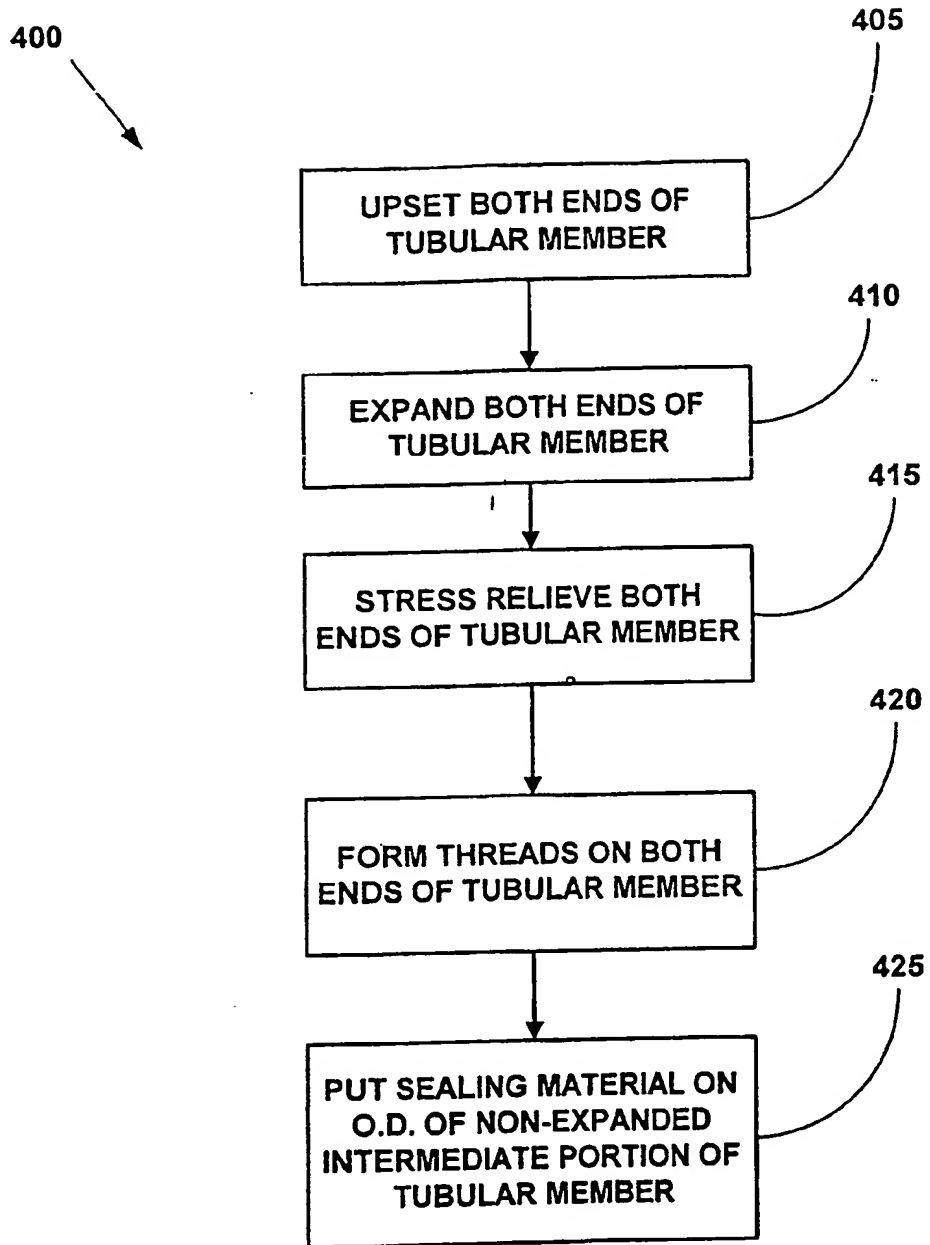 400
405
UPSET BOTH ENDS OF
TUBULAR MEMBER
410
EXPAND BOTH ENDS OF
TUBULAR MEMBER
415
STRESS RELIEVE BOTH
ENDS OF TUBULAR MEMBER
420
FORM THREADS ON BOTH
ENDS OF TUBULAR MEMBER
425
PUT SEALING MATERIAL ON
O.D. OF NON-EXPANDED
INTERMEDIATE PORTION OF
TUBULAR MEMBER